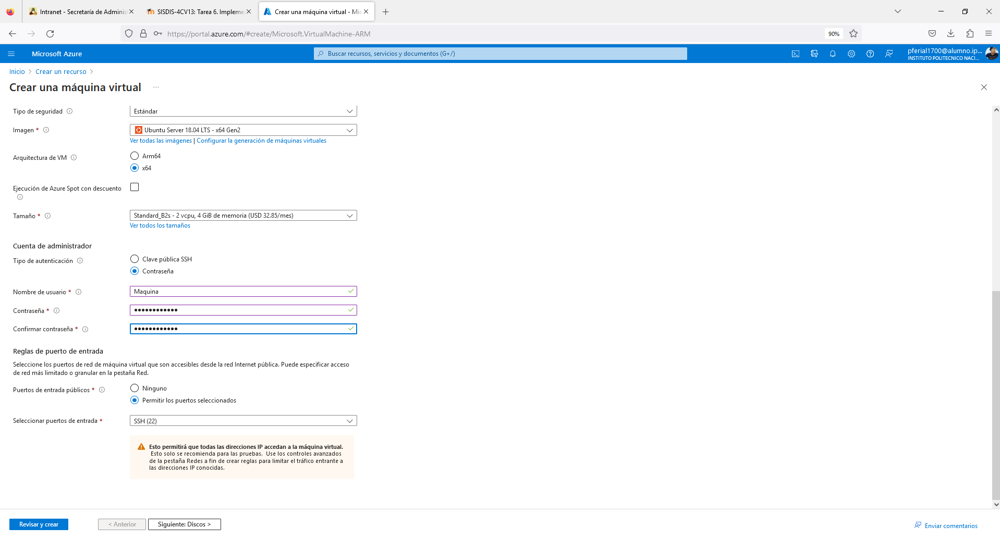 Intranet - Secretaría de Adminis
SISDIS-4CV13: Tarea 6. Impleme
Crear una máquina virtual - Mic
https://portal.azure.com/#create/Microsoft.VirtualMachine-ARM
90%
Microsoft Azure
Buscar recursos, servicios y documentos (G+/)
pferial1700@alumno.ip...
INSTITUTO POLITECNICO NACI...
Inicio > Crear un recurso >
Crear una máquina virtual ...
Tipo de seguridad
Estándar
Imagen *
Ubuntu Server 18.04 LTS - x64 Gen2
Ver todas las imágenes | Configurar la generación de máquinas virtuales
Arquitectura de VM
Arm64
x64
Ejecución de Azure Spot con descuento
Tamaño *
Standard_B2s - 2 vcpu, 4 GiB de memoria (USD 32.85/mes)
Ver todos los tamaños
Cuenta de administrador
Tipo de autenticación
Clave pública SSH
Contraseña
Nombre de usuario *
Maquina
Contraseña *
••••••••••••
Confirmar contraseña *
••••••••••••
Reglas de puerto de entrada
Seleccione los puertos de red de máquina virtual que son accesibles desde la red Internet pública. Puede especificar acceso
de red más limitado o granular en la pestaña Red.
Puertos de entrada públicos *
Ninguno
Permitir los puertos seleccionados
Seleccionar puertos de entrada *
SSH (22)
Esto permitirá que todas las direcciones IP accedan a la máquina virtual.
Esto solo se recomienda para las pruebas. Use los controles avanzados
de la pestaña Redes a fin de crear reglas para limitar el tráfico entrante a
las direcciones IP conocidas.
Revisar y crear
< Anterior
Siguiente: Discos >
Enviar comentarios